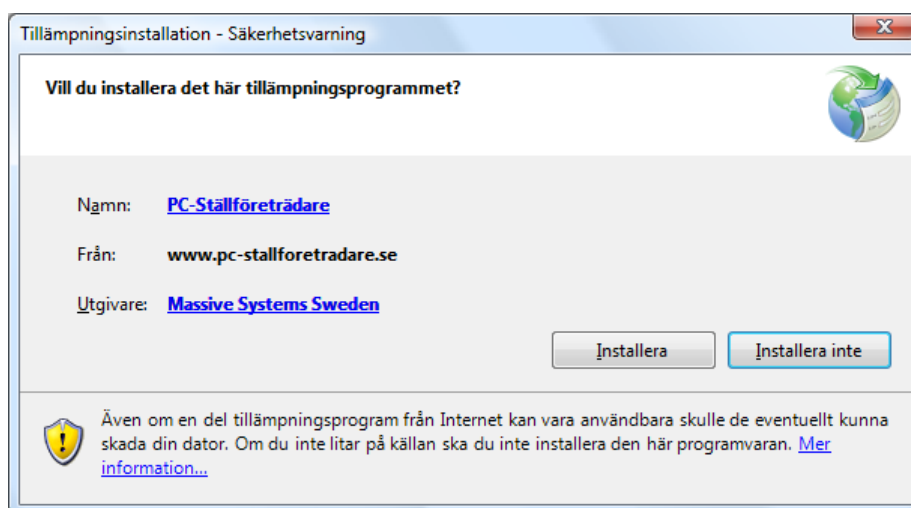 Tillämpningsinstallation - Säkerhetsvarning
Vill du installera det här tillämpningsprogrammet?
Namn: PC-Ställföreträdare
Från: www.pc-stallforetradare.se
Utgivare: Massive Systems Sweden
Installera Installera inte
Även om en del tillämpningsprogram från Internet kan vara användbara skulle de eventuellt kunna
skada din dator. Om du inte litar på källan ska du inte installera den här programvaran. Mer
information...